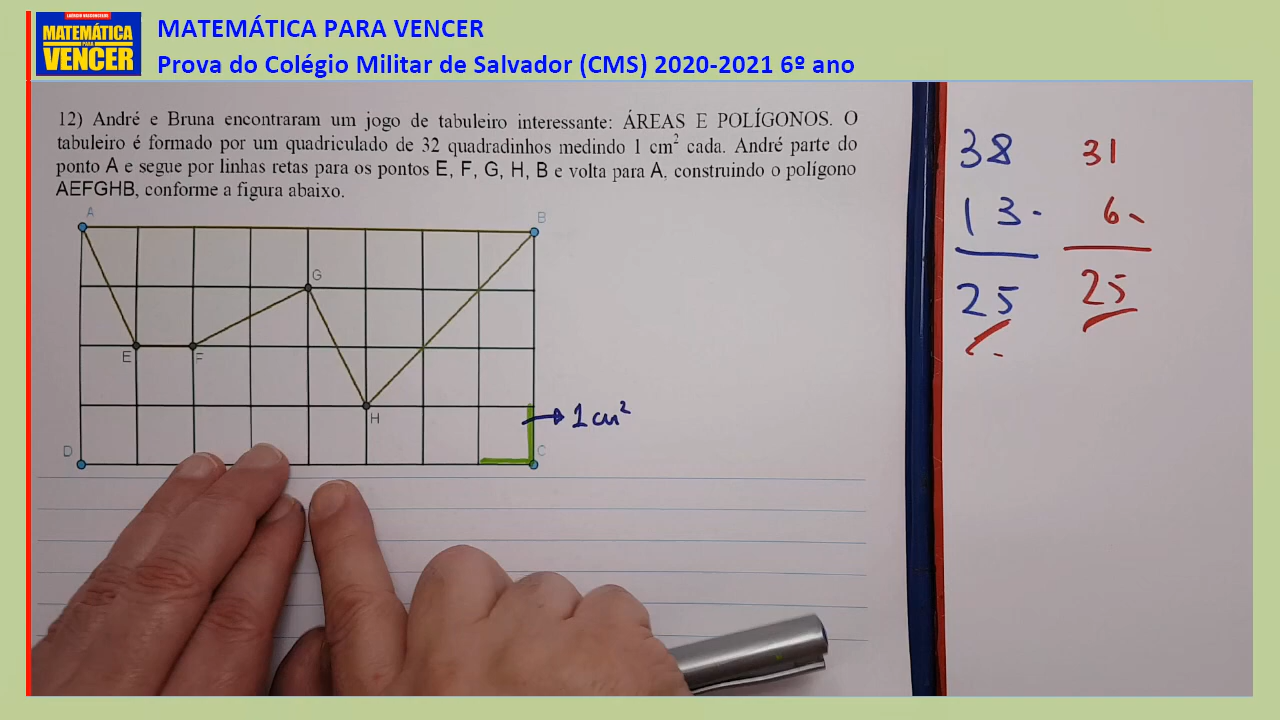 LAÉRCIO VASCONCELOS
MATEMÁTICA
PARA
VENCER
MATEMÁTICA PARA VENCER
Prova do Colégio Militar de Salvador (CMS) 2020-2021 6º ano
12) André e Bruna encontraram um jogo de tabuleiro interessante: ÁREAS E POLÍGONOS. O
tabuleiro é formado por um quadriculado de 32 quadradinhos medindo 1 cm² cada. André parte do
ponto A e segue por linhas retas para os pontos E, F, G, H, B e volta para A, construindo o polígono
AEFGHB, conforme a figura abaixo.
A
B
G
E
F
H
D
C
1 cm²
38
13-
25
31
6-
25